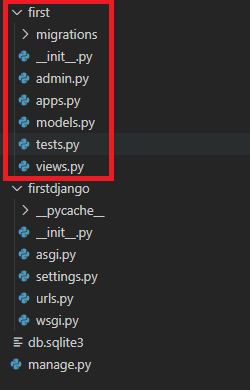 first
migrations
__init__.py
admin.py
apps.py
models.py
tests.py
views.py
firstdjango
__pycache__
__init__.py
asgi.py
settings.py
urls.py
wsgi.py
db.sqlite3
manage.py